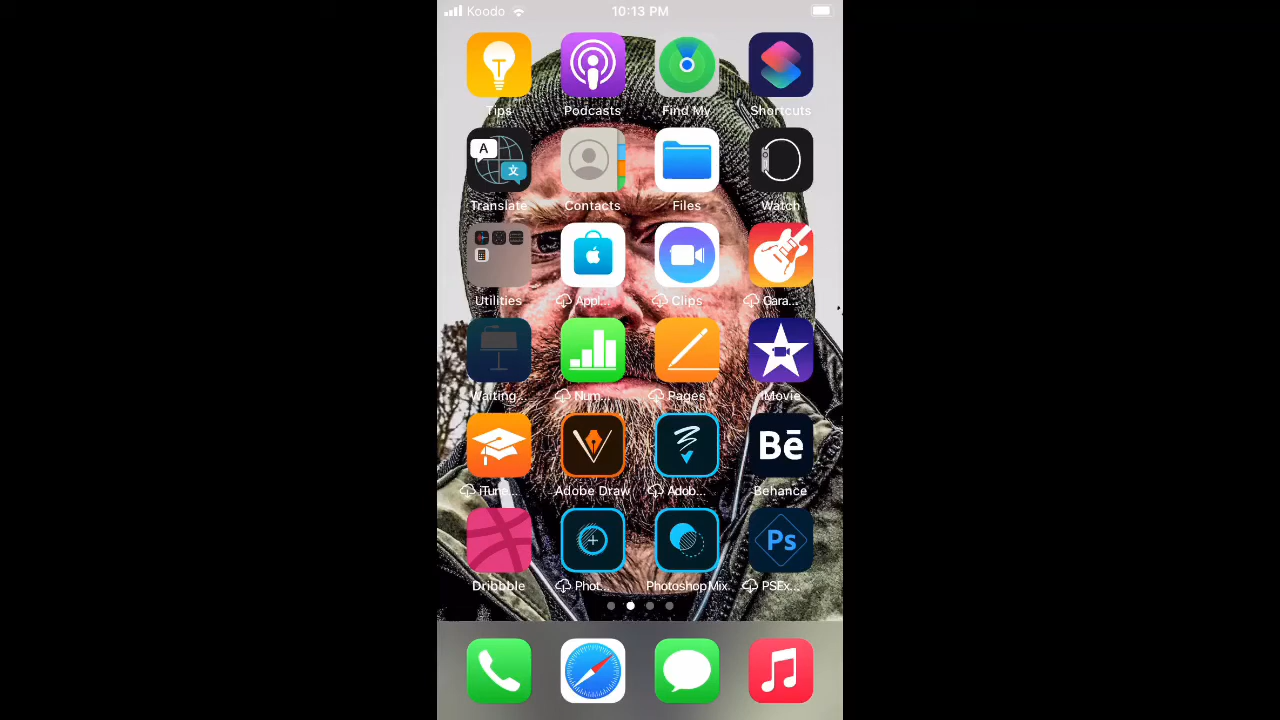 Koodo 10:13 PM
Tips Podcasts Find My Shortcuts
A 文
Translate Contacts Files Watch
Utilities Appl... Clips Gara...
Waiting... Num... Pages iMovie
Bē
iTune... Adobe Draw Adob... Behance
Ps
Dribbble Phot... Photoshop Mix PSEx...